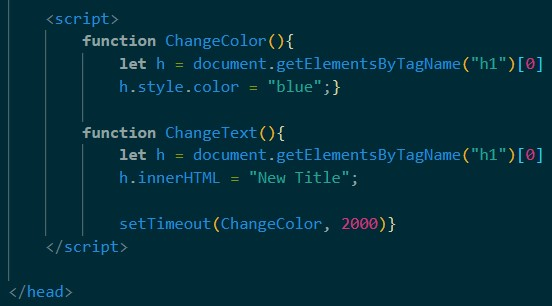 <script>
function ChangeColor(){
let h = document.getElementsByTagName("h1")[0]
h.style.color = "blue";}
function ChangeText(){
let h = document.getElementsByTagName("h1")[0]
h.innerHTML = "New Title";
setTimeout(ChangeColor, 2000)}
</script>
</head>